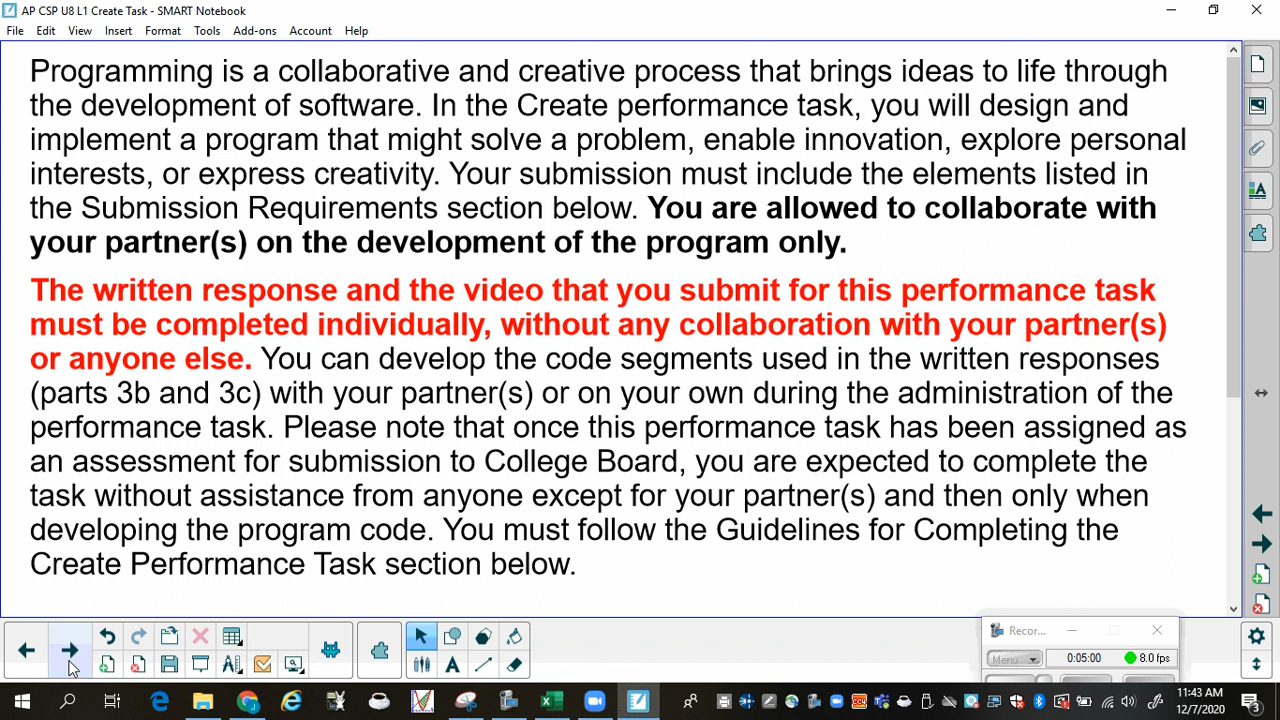 AP CSP U8 L1 Create Task - SMART Notebook
File Edit View Insert Format Tools Add-ons Account Help
Programming is a collaborative and creative process that brings ideas to life through
the development of software. In the Create performance task, you will design and
implement a program that might solve a problem, enable innovation, explore personal
interests, or express creativity. Your submission must include the elements listed in
the Submission Requirements section below. You are allowed to collaborate with
your partner(s) on the development of the program only.
The written response and the video that you submit for this performance task
must be completed individually, without any collaboration with your partner(s)
or anyone else. You can develop the code segments used in the written responses
(parts 3b and 3c) with your partner(s) or on your own during the administration of the
performance task. Please note that once this performance task has been assigned as
an assessment for submission to College Board, you are expected to complete the
task without assistance from anyone except for your partner(s) and then only when
developing the program code. You must follow the Guidelines for Completing the
Create Performance Task section below.
Recor...
Menu 0:05:00 8.0 fps
11:43 AM
12/7/2020